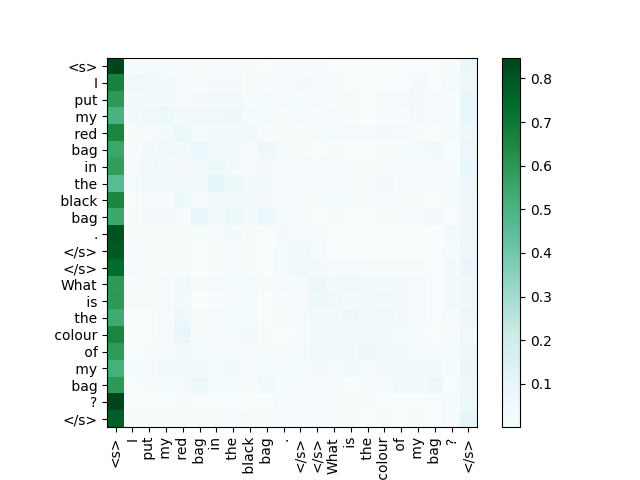 <s>
I
put
my
red
bag
in
the
black
bag
.
</s>
</s>
What
is
the
colour
of
my
bag
?
</s>
<s>
I
put
my
red
bag
in
the
black
bag
.
</s>
</s>
What
is
the
colour
of
my
bag
?
</s>
0.8
0.7
0.6
0.5
0.4
0.3
0.2
0.1